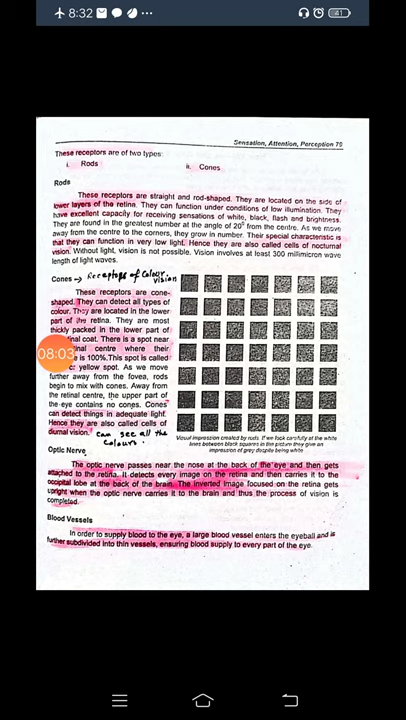 8:32
41
Sensation, Attention, Perception 79
These receptors are of two types:
i. Rods ii. Cones
Rods
These receptors are straight and rod-shaped. They are located on the side of
lower layers of the retina. They can function under conditions of low illumination. They
have excellent capacity for receiving sensations of white, black, flash and brightness.
They are found in the greatest number at the angle of 20° from the centre. As we move
away from the centre to the corners, they grow in number. Their special characteristic is
that they can function in very low light. Hence they are also called cells of nocturnal
vision. Without light, vision is not possible. Vision involves at least 300 millimicron wave
length of light waves.
Cones → Receptors of Colour vision
These receptors are cone-
shaped. They can detect all types of
colour. They are located in the lower
part of the retina. They are most
thickly packed in the lower part of
retinal coat. There is a spot near
centre where their
is 100%. This spot is called
yellow spot. As we move
further away from the fovea, rods
begin to mix with cones. Away from
the retinal centre, the upper part of
the eye contains no cones. Cones
can detect things in adequate light.
Hence they are also called cells of
diurnal vision. can see all the
colours.
08:03
Visual impression created by rods. If we look carefully at the white
lines between black squares in the picture they give an
impression of grey despite being white
Optic Nerve
The optic nerve passes near the nose at the back of the eye and then gets
attached to the retina. It detects every image on the retina and then carries it to the
occipital lobe at the back of the brain. The inverted image focused on the retina gets
upright when the optic nerve carries it to the brain and thus the process of vision is
completed.
Blood Vessels
In order to supply blood to the eye, a large blood vessel enters the eyeball and is
further subdivided into thin vessels, ensuring blood supply to every part of the eye.